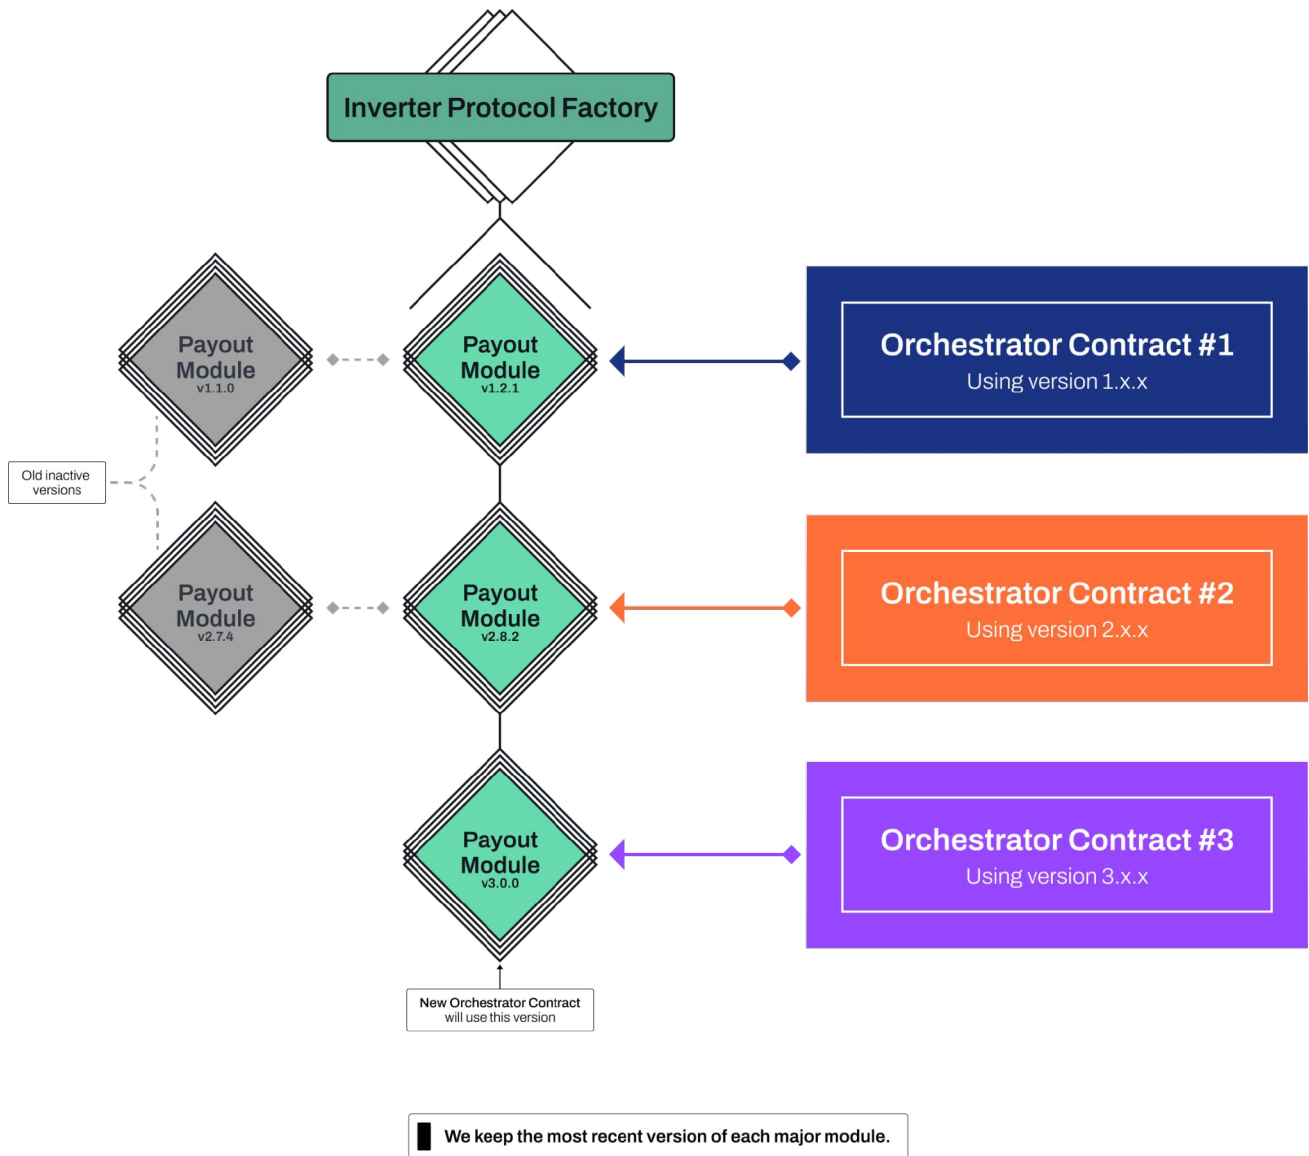 Inverter Protocol Factory
Payout
Module
v1.1.0
Payout
Module
v1.2.1
Orchestrator Contract #1
Using version 1.x.x
Old inactive
versions
Payout
Module
v2.7.4
Payout
Module
v2.8.2
Orchestrator Contract #2
Using version 2.x.x
Payout
Module
v3.0.0
Orchestrator Contract #3
Using version 3.x.x
New Orchestrator Contract
will use this version
We keep the most recent version of each major module.